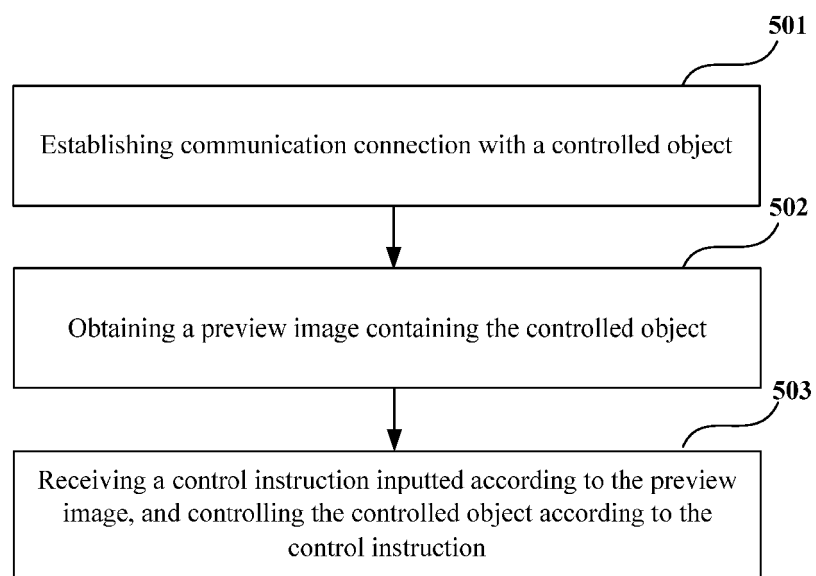 501
Establishing communication connection with a controlled object
502
Obtaining a preview image containing the controlled object
503
Receiving a control instruction inputted according to the preview
image, and controlling the controlled object according to the
control instruction